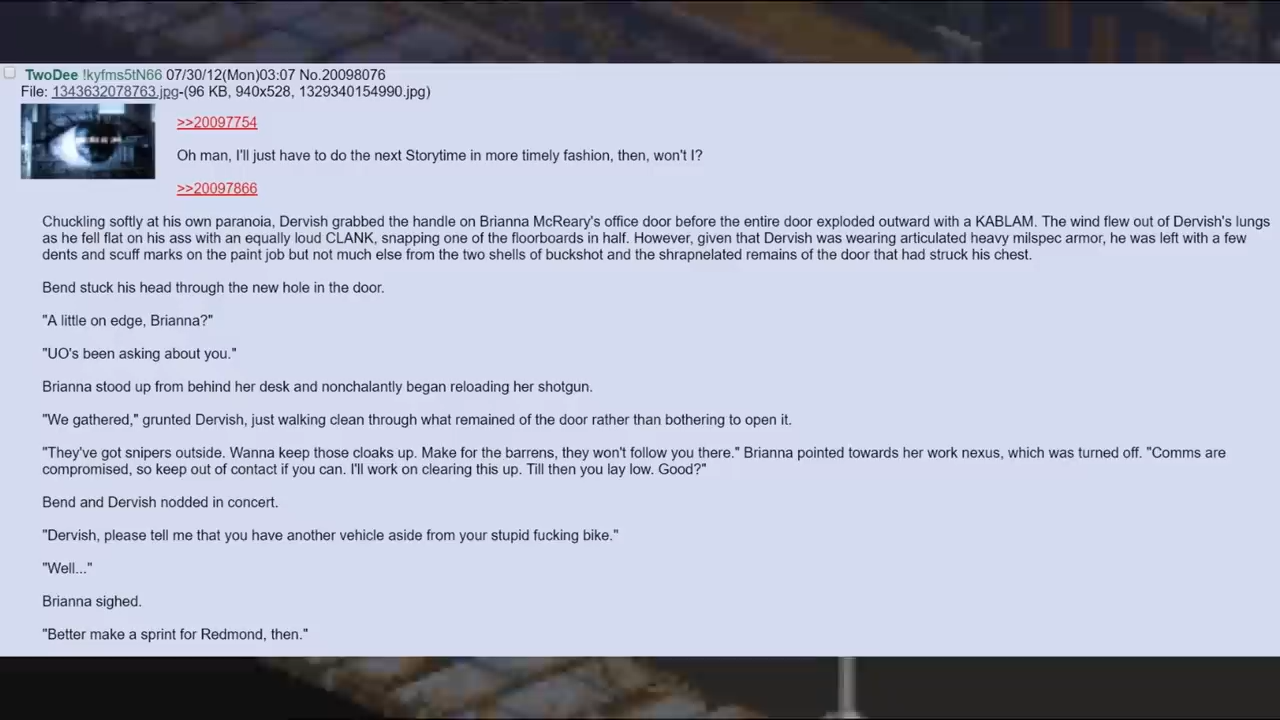 TwoDee !kyfms5tN66 07/30/12(Mon)03:07 No.20098076
File: 1343632078763.jpg-(96 KB, 940x528, 1329340154990.jpg)
>>20097754
Oh man, I'll just have to do the next Storytime in more timely fashion, then, won't I?
>>20097866
Chuckling softly at his own paranoia, Dervish grabbed the handle on Brianna McReary's office door before the entire door exploded outward with a KABLAM. The wind flew out of Dervish's lungs
as he fell flat on his ass with an equally loud CLANK, snapping one of the floorboards in half. However, given that Dervish was wearing articulated heavy milspec armor, he was left with a few
dents and scuff marks on the paint job but not much else from the two shells of buckshot and the shrapnelated remains of the door that had struck his chest.
Bend stuck his head through the new hole in the door.
"A little on edge, Brianna?"
"UO's been asking about you."
Brianna stood up from behind her desk and nonchalantly began reloading her shotgun.
"We gathered," grunted Dervish, just walking clean through what remained of the door rather than bothering to open it.
"They've got snipers outside. Wanna keep those cloaks up. Make for the barrens, they won't follow you there." Brianna pointed towards her work nexus, which was turned off. "Comms are
compromised, so keep out of contact if you can. I'll work on clearing this up. Till then you lay low. Good?"
Bend and Dervish nodded in concert.
"Dervish, please tell me that you have another vehicle aside from your stupid fucking bike."
"Well..."
Brianna sighed.
"Better make a sprint for Redmond, then."